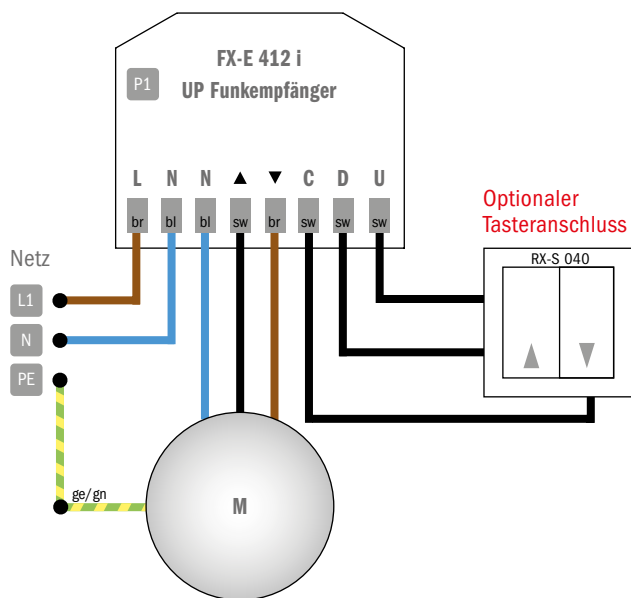 FX-E 412 i
UP Funkempfänger
P1
L N N ▲ ▼ C D U
br bl bl sw br sw sw sw
Optionaler
Tasteranschluss
RX-S 040
Netz
L1
N
PE
ge/gn
M